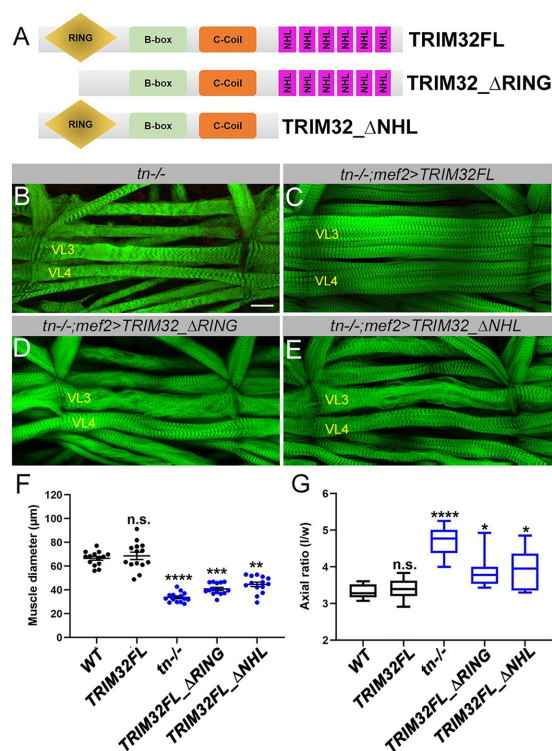 A
RING B-box C-Coil NHL NHL NHL NHL NHL NHL TRIM32FL
B-box C-Coil NHL NHL NHL NHL NHL NHL TRIM32_ΔRING
RING B-box C-Coil TRIM32_ΔNHL
tn-/- tn-/-;mef2>TRIM32FL
B C
VL3 VL3
VL4 VL4
tn-/-;mef2>TRIM32_ΔRING tn-/-;mef2>TRIM32_ΔNHL
D E
VL3 VL3
VL4 VL4
F
Muscle diameter (μm)
120
100
80
60
40
20
0
n.s.
**** *** **
WT TRIM32FL tn-/- TRIM32FL_ΔRING TRIM32FL_ΔNHL
G
Axial ratio (l/w)
6
5
4
3
2
n.s. **** * *
WT TRIM32FL tn-/- TRIM32FL_ΔRING TRIM32FL_ΔNHL